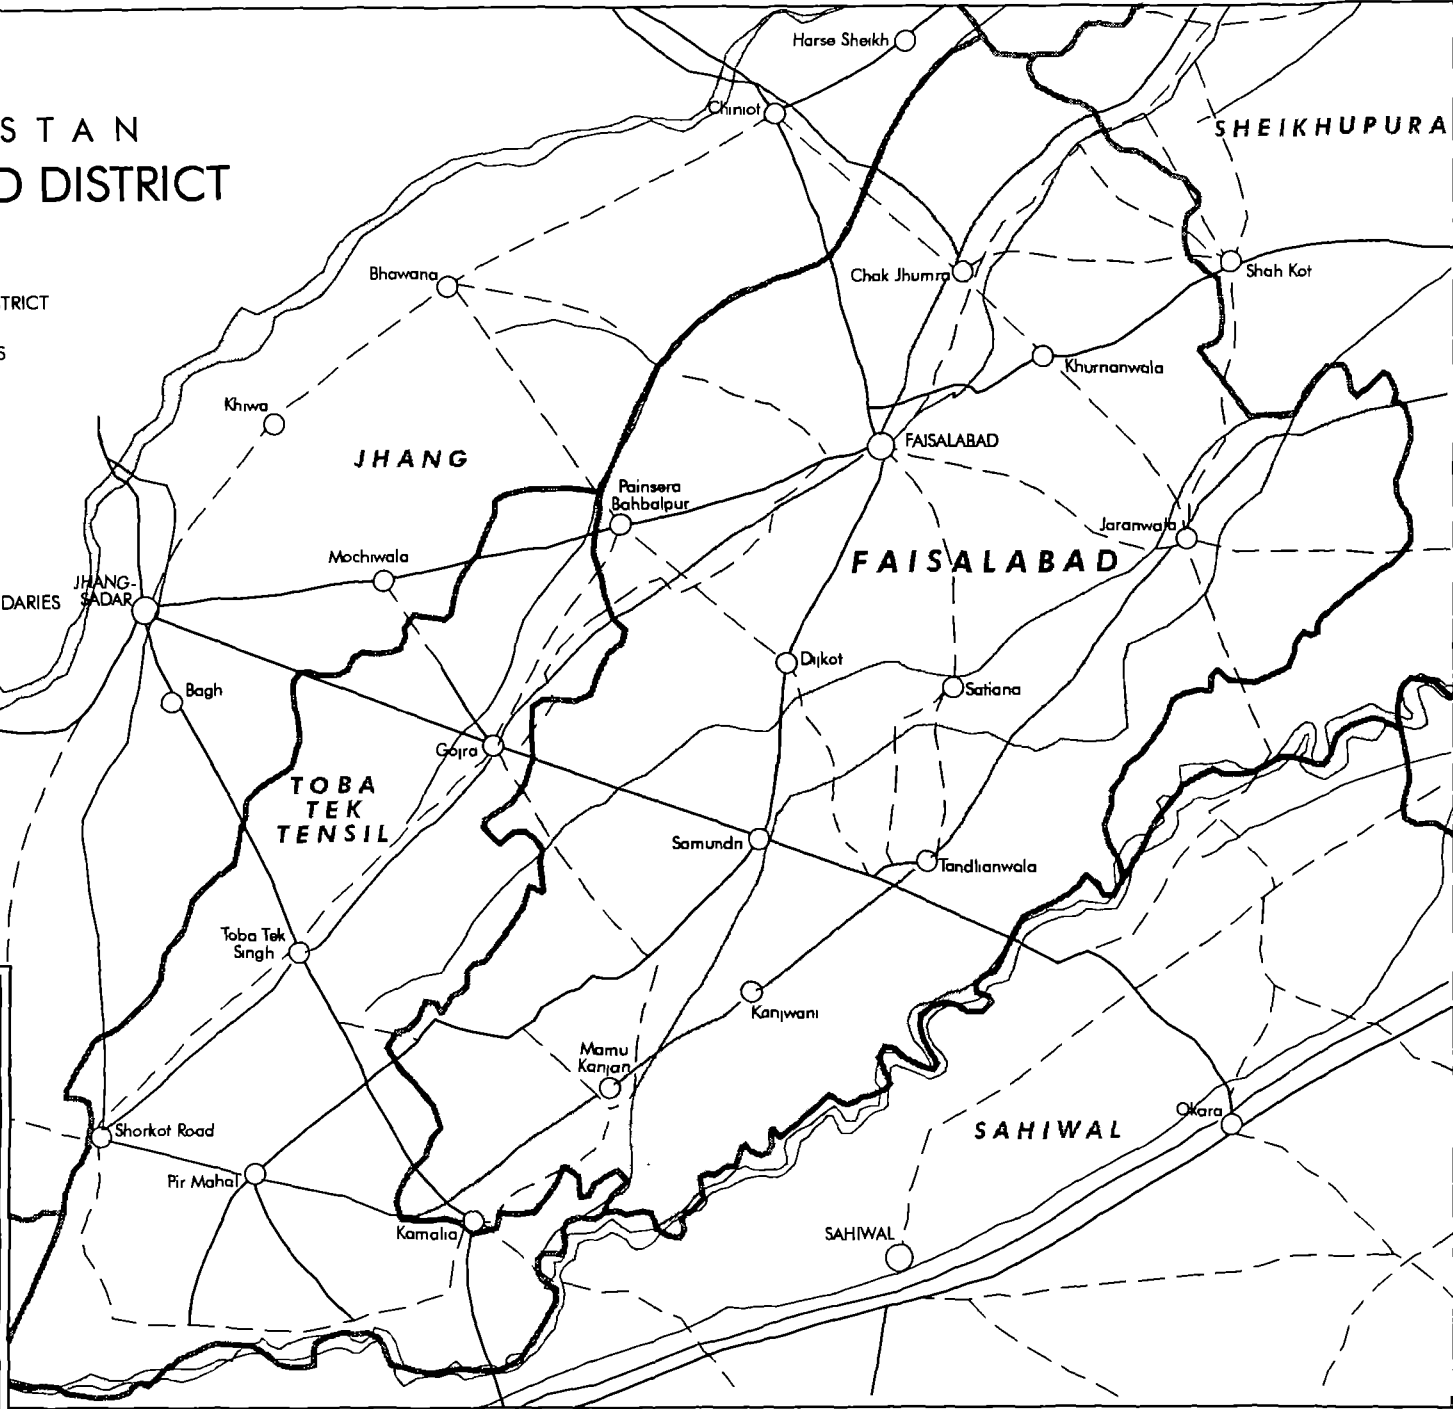 STAN
D DISTRICT
TRICT
S
DARIES
Harse Sheikh
Chiniot
SHEIKHUPURA
Bhawana
Chak Jhumra
Shah Kot
Khurnanwala
Khiwa
JHANG
FAISALABAD
Painsera
Bahbalpur
Jaranwala
Mochiwala
FAISALABAD
JHANG-
SADAR
Dijkot
Bagh
Satiana
Gojra
TOBA
TEK
TENSIL
Samundri
Tandlianwala
Toba Tek
Singh
Kanjwani
Mamu
Kanjan
Okara
Shorkot Road
SAHIWAL
Pir Mahal
Kamalia
SAHIWAL